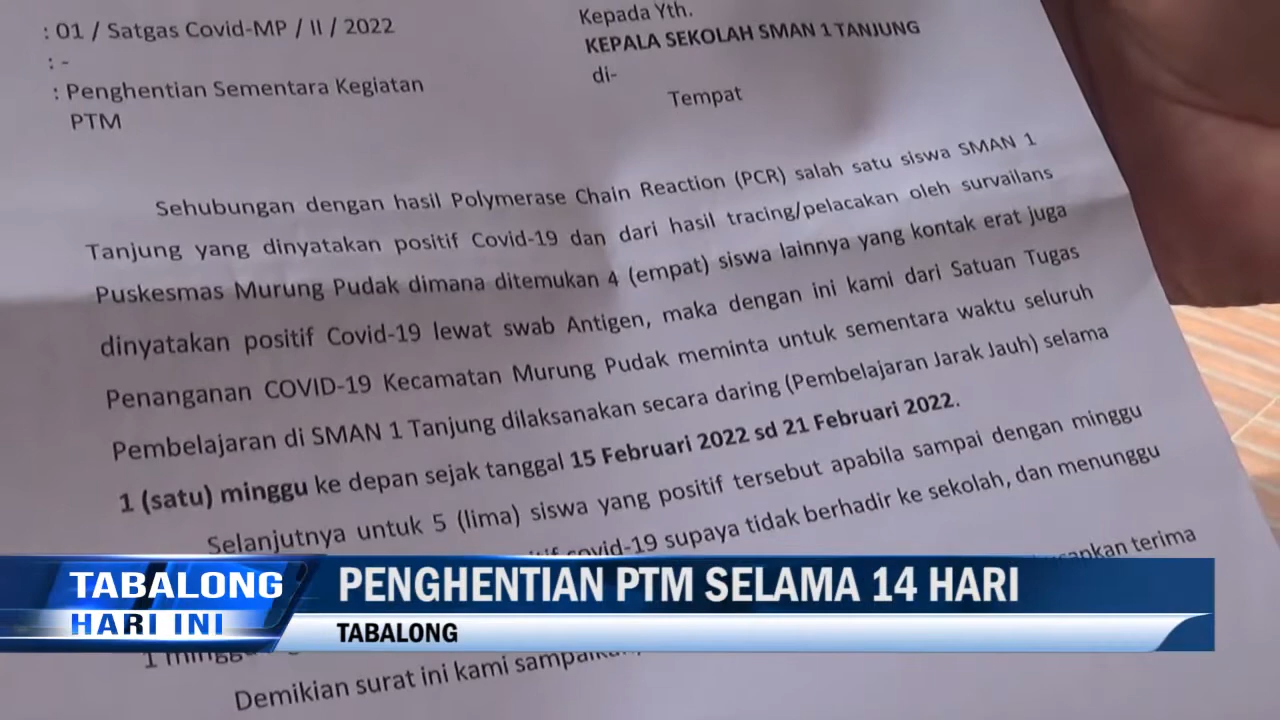 : 01 / Satgas Covid-MP / II / 2022
: -
: Penghentian Sementara Kegiatan
PTM
Kepada Yth.
KEPALA SEKOLAH SMAN 1 TANJUNG
di-
Tempat
Sehubungan dengan hasil Polymerase Chain Reaction (PCR) salah satu siswa SMAN 1
Tanjung yang dinyatakan positif Covid-19 dan dari hasil tracing/pelacakan oleh survailans
Puskesmas Murung Pudak dimana ditemukan 4 (empat) siswa lainnya yang kontak erat juga
dinyatakan positif Covid-19 lewat swab Antigen, maka dengan ini kami dari Satuan Tugas
Penanganan COVID-19 Kecamatan Murung Pudak meminta untuk sementara waktu seluruh
Pembelajaran di SMAN 1 Tanjung dilaksanakan secara daring (Pembelajaran Jarak Jauh) selama
1 (satu) minggu ke depan sejak tanggal 15 Februari 2022 sd 21 Februari 2022.
Selanjutnya untuk 5 (lima) siswa yang positif tersebut apabila sampai dengan minggu
covid-19 supaya tidak berhadir ke sekolah, dan menunggu
terima
TABALONG
HARI INI
PENGHENTIAN PTM SELAMA 14 HARI
TABALONG
1
Demikian surat ini kami